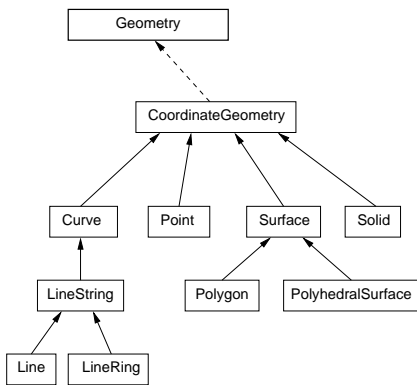 Geometry
CoordinateGeometry
Curve
Point
Surface
Solid
LineString
Polygon
PolyhedralSurface
Line
LineRing